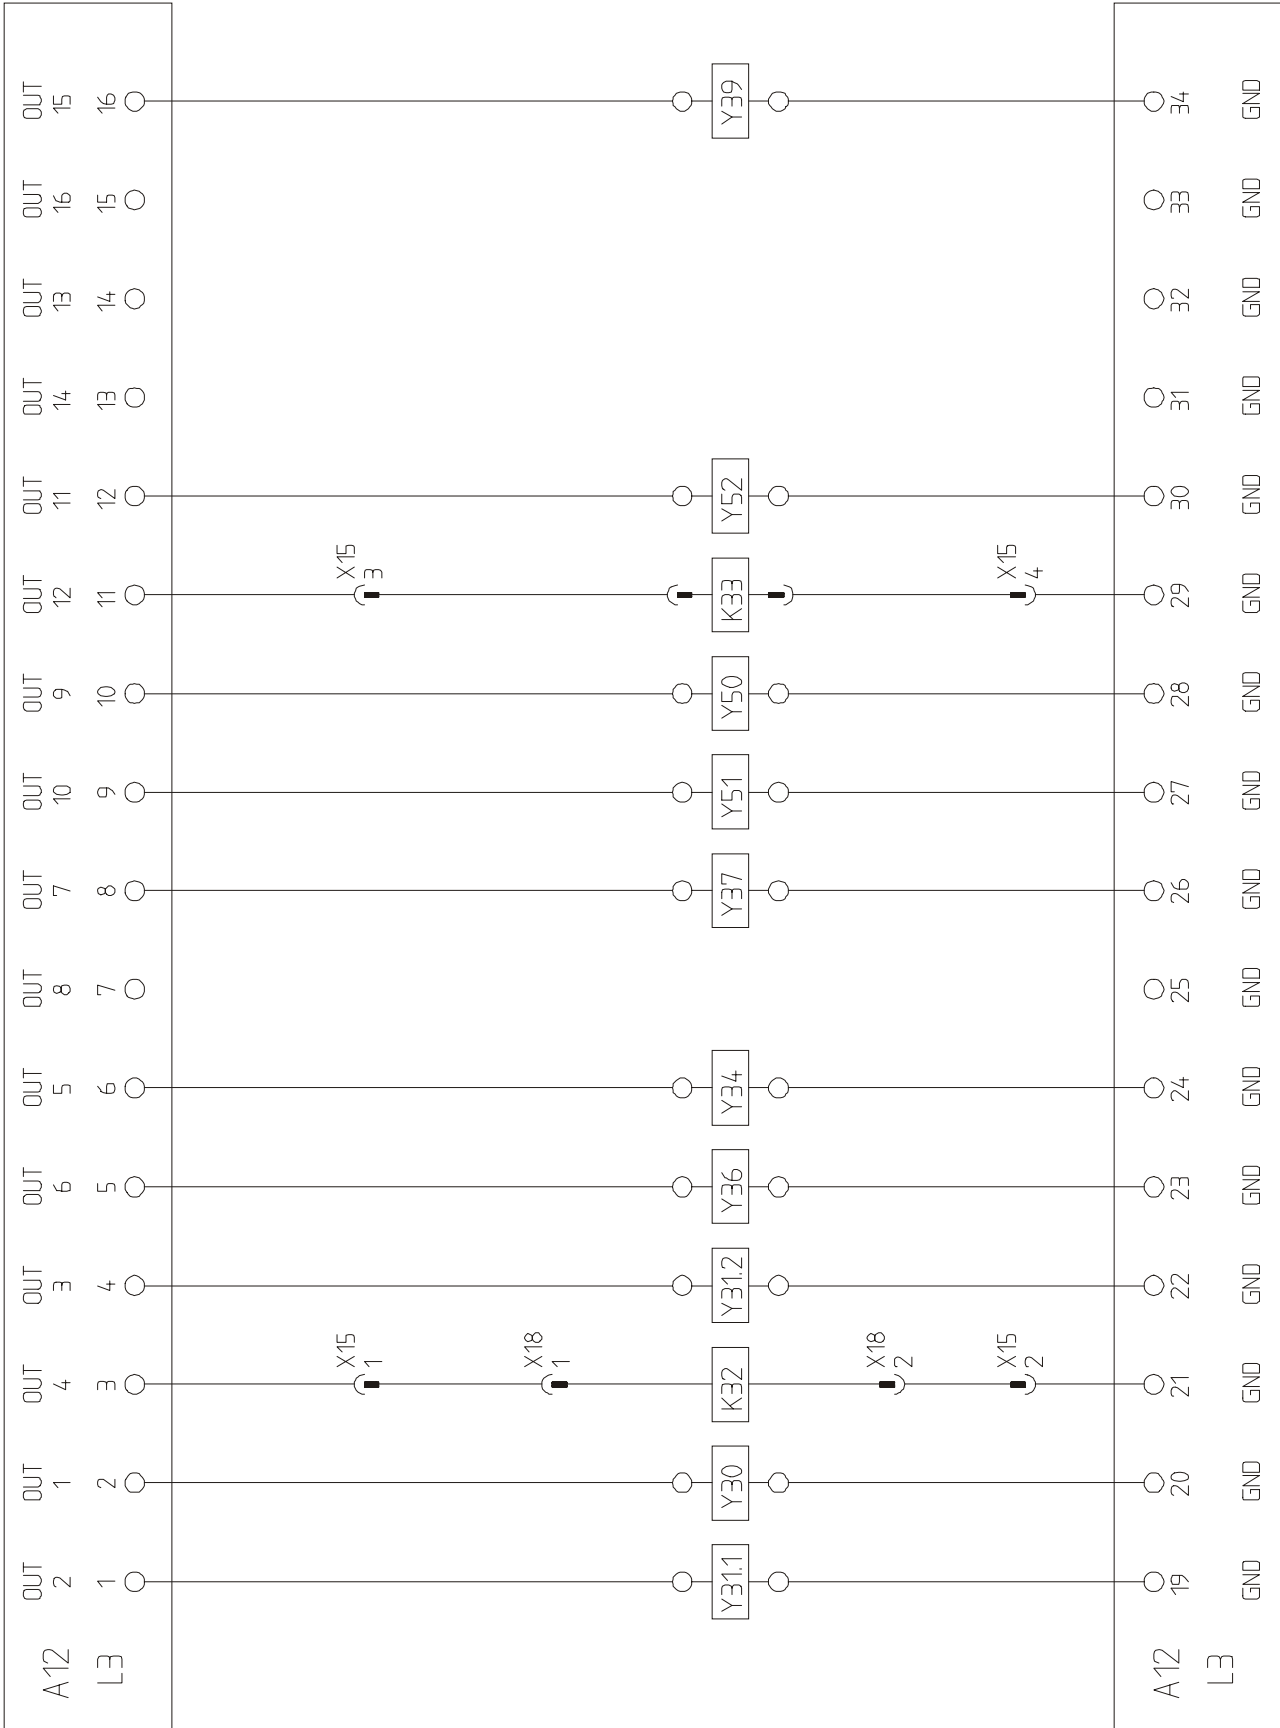 A12
L3
OUT OUT OUT OUT OUT OUT OUT OUT OUT OUT OUT OUT OUT OUT OUT OUT
2 1 4 3 6 5 8 7 10 9 12 11 14 13 16 15
1 2 3 4 5 6 7 8 9 10 11 12 13 14 15 16
X15 X15
1 3
X18
1
Y31.1 Y30 K32 Y31.2 Y36 Y34 Y37 Y51 Y50 K33 Y52 Y39
X18
2
X15 X15
2 4
A12
19 20 21 22 23 24 25 26 27 28 29 30 31 32 33 34
L3
GND GND GND GND GND GND GND GND GND GND GND GND GND GND GND GND